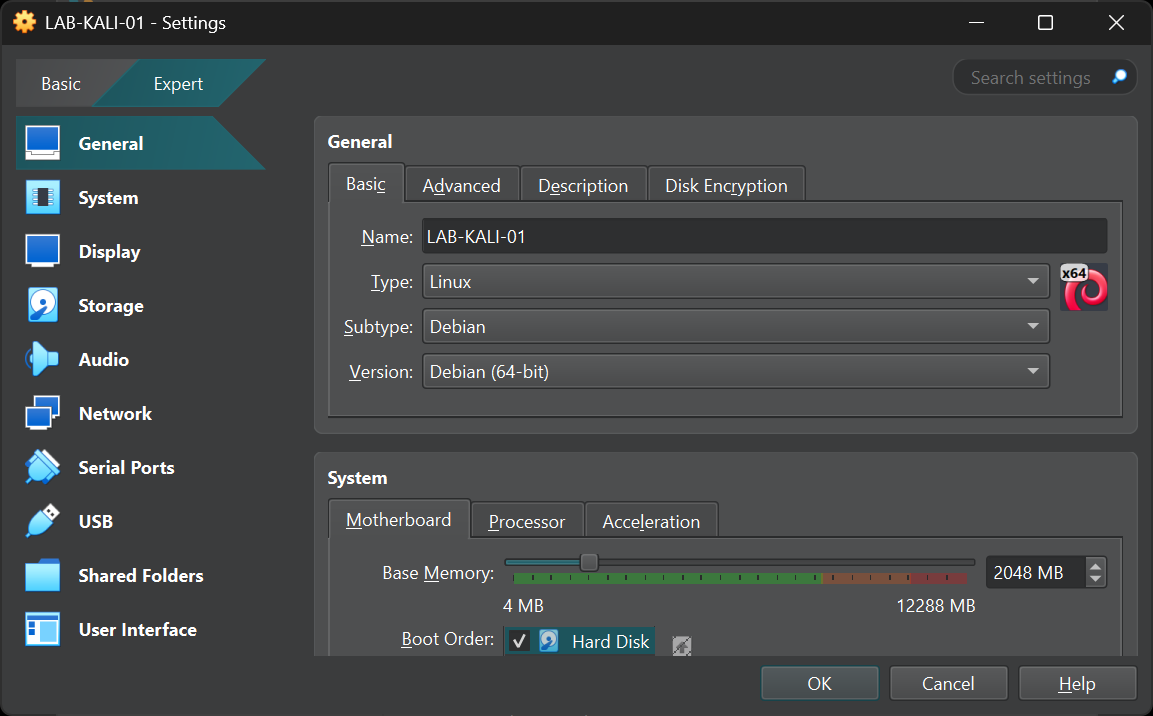 LAB-KALI-01 - Settings
Basic
Expert
Search settings
General
System
Display
Storage
Audio
Network
Serial Ports
USB
Shared Folders
User Interface
General
Basic Advanced Description Disk Encryption
Name: LAB-KALI-01
Type: Linux
x64
Subtype: Debian
Version: Debian (64-bit)
System
Motherboard Processor Acceleration
Base Memory: 2048 MB
4 MB 12288 MB
Boot Order: Hard Disk
OK Cancel Help